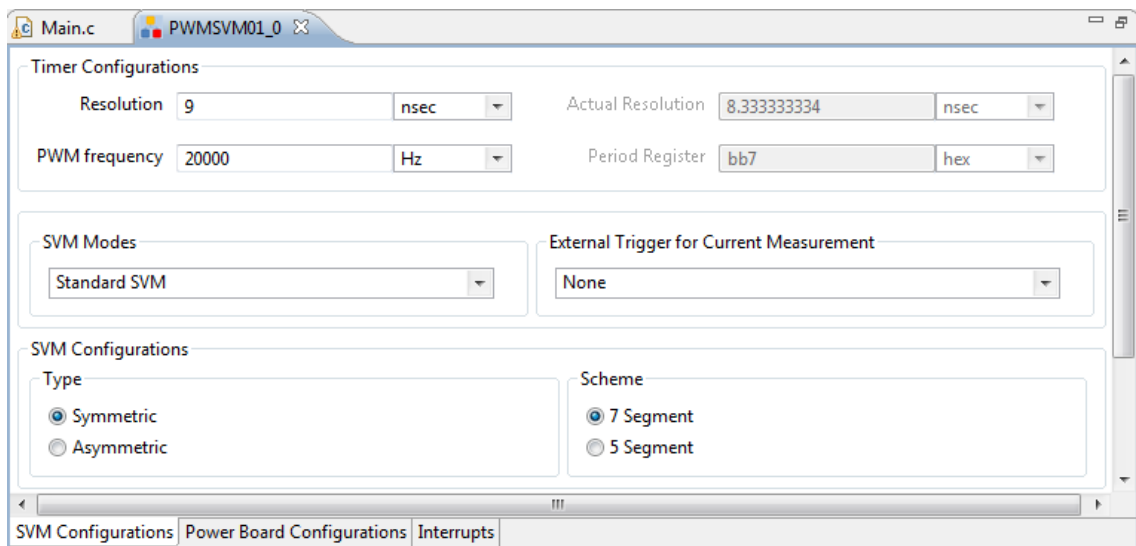 Main.c PWMSVM01_0
Timer Configurations
Resolution 9 nsec Actual Resolution 8.333333334 nsec
PWM frequency 20000 Hz Period Register bb7 hex
SVM Modes External Trigger for Current Measurement
Standard SVM None
SVM Configurations
Type Scheme
Symmetric 7 Segment
Asymmetric 5 Segment
SVM Configurations Power Board Configurations Interrupts